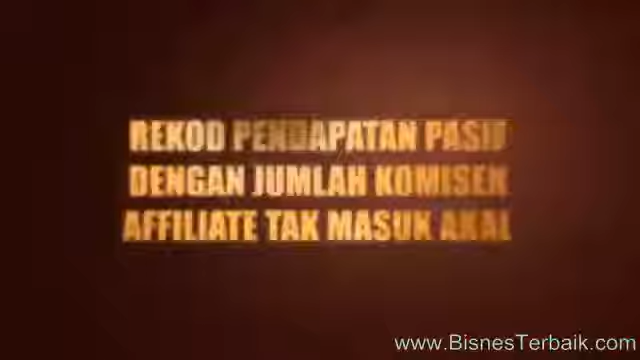 REKOD PENDAPATAN PASIF
DENGAN JUMLAH KOMISEN
AFFILIATE TAK MASUK AKAL
www.BisnesTerbaik.com